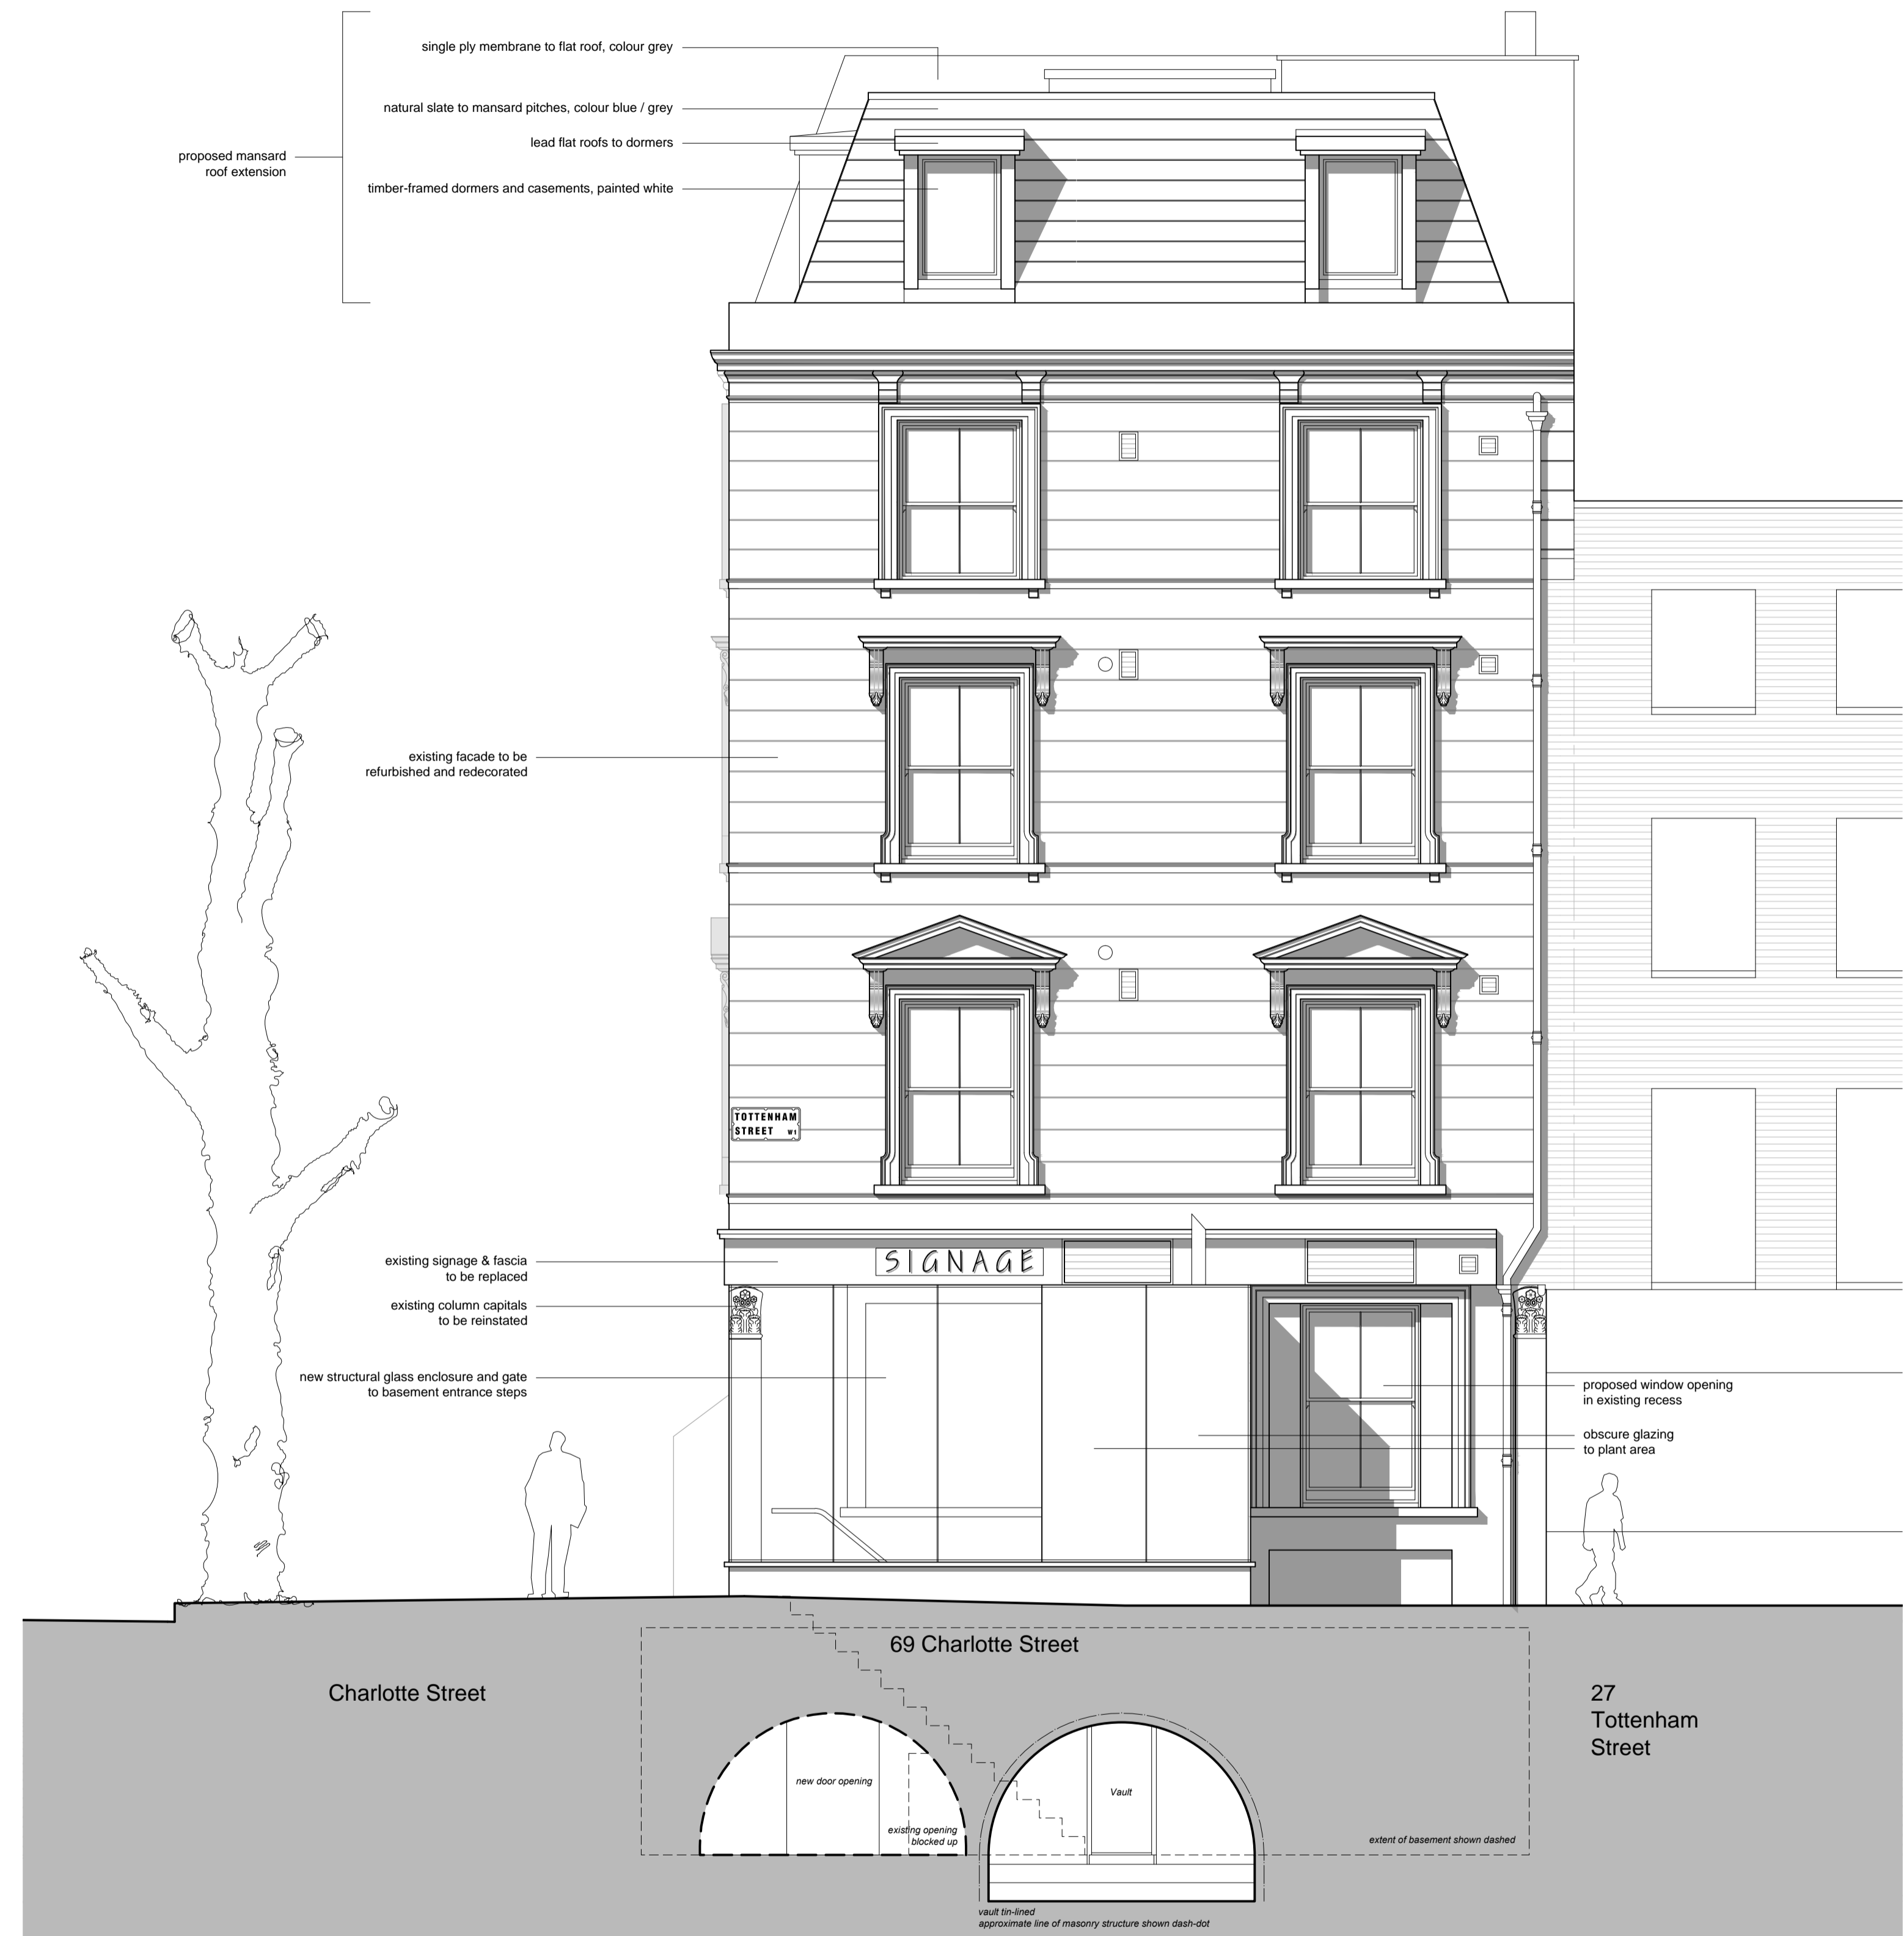 single ply membrane to flat roof, colour grey
natural slate to mansard pitches, colour blue / grey
lead flat roofs to dormers
proposed mansard
roof extension
timber-framed dormers and casements, painted white
existing facade to be
refurbished and redecorated
TOTTENHAM
STREET W1
existing signage & fascia
to be replaced
SIGNAGE
existing column capitals
to be reinstated
new structural glass enclosure and gate
to basement entrance steps
proposed window opening
in existing recess
obscure glazing
to plant area
69 Charlotte Street
Charlotte Street
27
Tottenham
Street
new door opening
Vault
existing opening
blocked up
extent of basement shown dashed
vault tin-lined
approximate line of masonry structure shown dash-dot